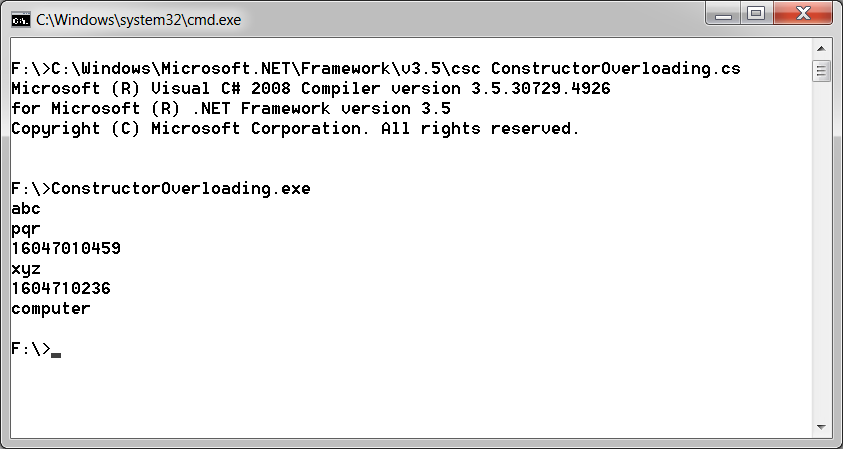 C:\Windows\system32\cmd.exe
F:\>C:\Windows\Microsoft.NET\Framework\v3.5\csc ConstructorOverloading.cs
Microsoft (R) Visual C# 2008 Compiler version 3.5.30729.4926
for Microsoft (R) .NET Framework version 3.5
Copyright (C) Microsoft Corporation. All rights reserved.
F:\>ConstructorOverloading.exe
abc
pqr
16047010459
xyz
1604710236
computer
F:\>